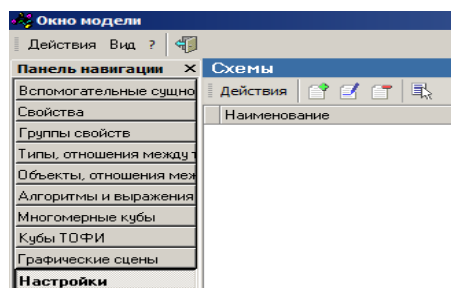 Окно модели
Действия Вид ?
Панель навигации × Схемы
Вспомогательные сущно Действия
Свойства Наименование
Группы свойств
Типы, отношения между т
Объекты, отношения меж
Алгоритмы и выражения
Многомерные кубы
Кубы ТОФИ
Графические сцены
Настройки